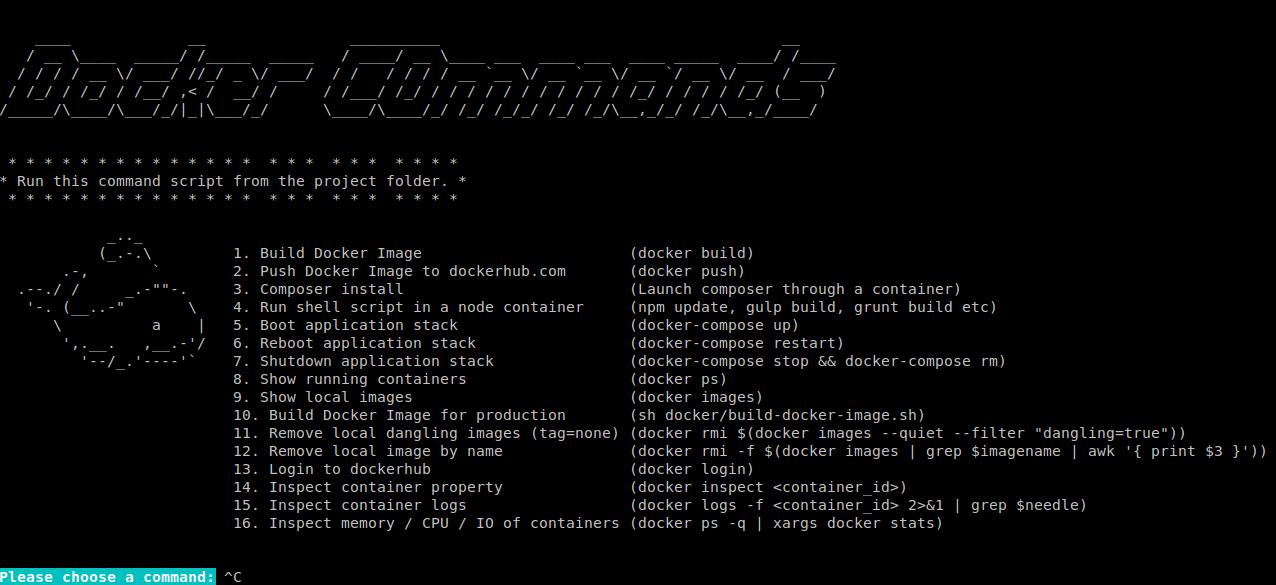 Docker Commands
* * * * * * * * * * * * * *  * * *  * * *  * * * *
* Run this command script from the project folder. *
* * * * * * * * * * * * * *  * * *  * * *  * * * *
1. Build Docker Image (docker build)
2. Push Docker Image to dockerhub.com (docker push)
3. Composer install (Launch composer through a container)
4. Run shell script in a node container (npm update, gulp build, grunt build etc)
5. Boot application stack (docker-compose up)
6. Reboot application stack (docker-compose restart)
7. Shutdown application stack (docker-compose stop && docker-compose rm)
8. Show running containers (docker ps)
9. Show local images (docker images)
10. Build Docker Image for production (sh docker/build-docker-image.sh)
11. Remove local dangling images (tag=none) (docker rmi $(docker images --quiet --filter "dangling=true"))
12. Remove local image by name (docker rmi -f $(docker images | grep $imagename | awk '{ print $3 }'))
13. Login to dockerhub (docker login)
14. Inspect container property (docker inspect <container_id>)
15. Inspect container logs (docker logs -f <container_id> 2>&1 | grep $needle)
16. Inspect memory / CPU / IO of containers (docker ps -q | xargs docker stats)
Please choose a command: ^C